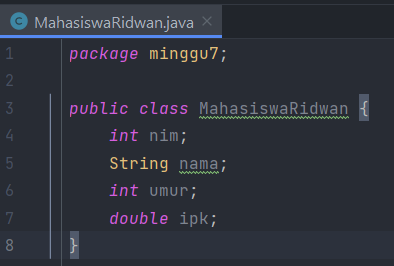 MahasiswaRidwan.java
1 package minggu7;
2
3 public class MahasiswaRidwan {
4     int nim;
5     String nama;
6     int umur;
7     double ipk;
8 }